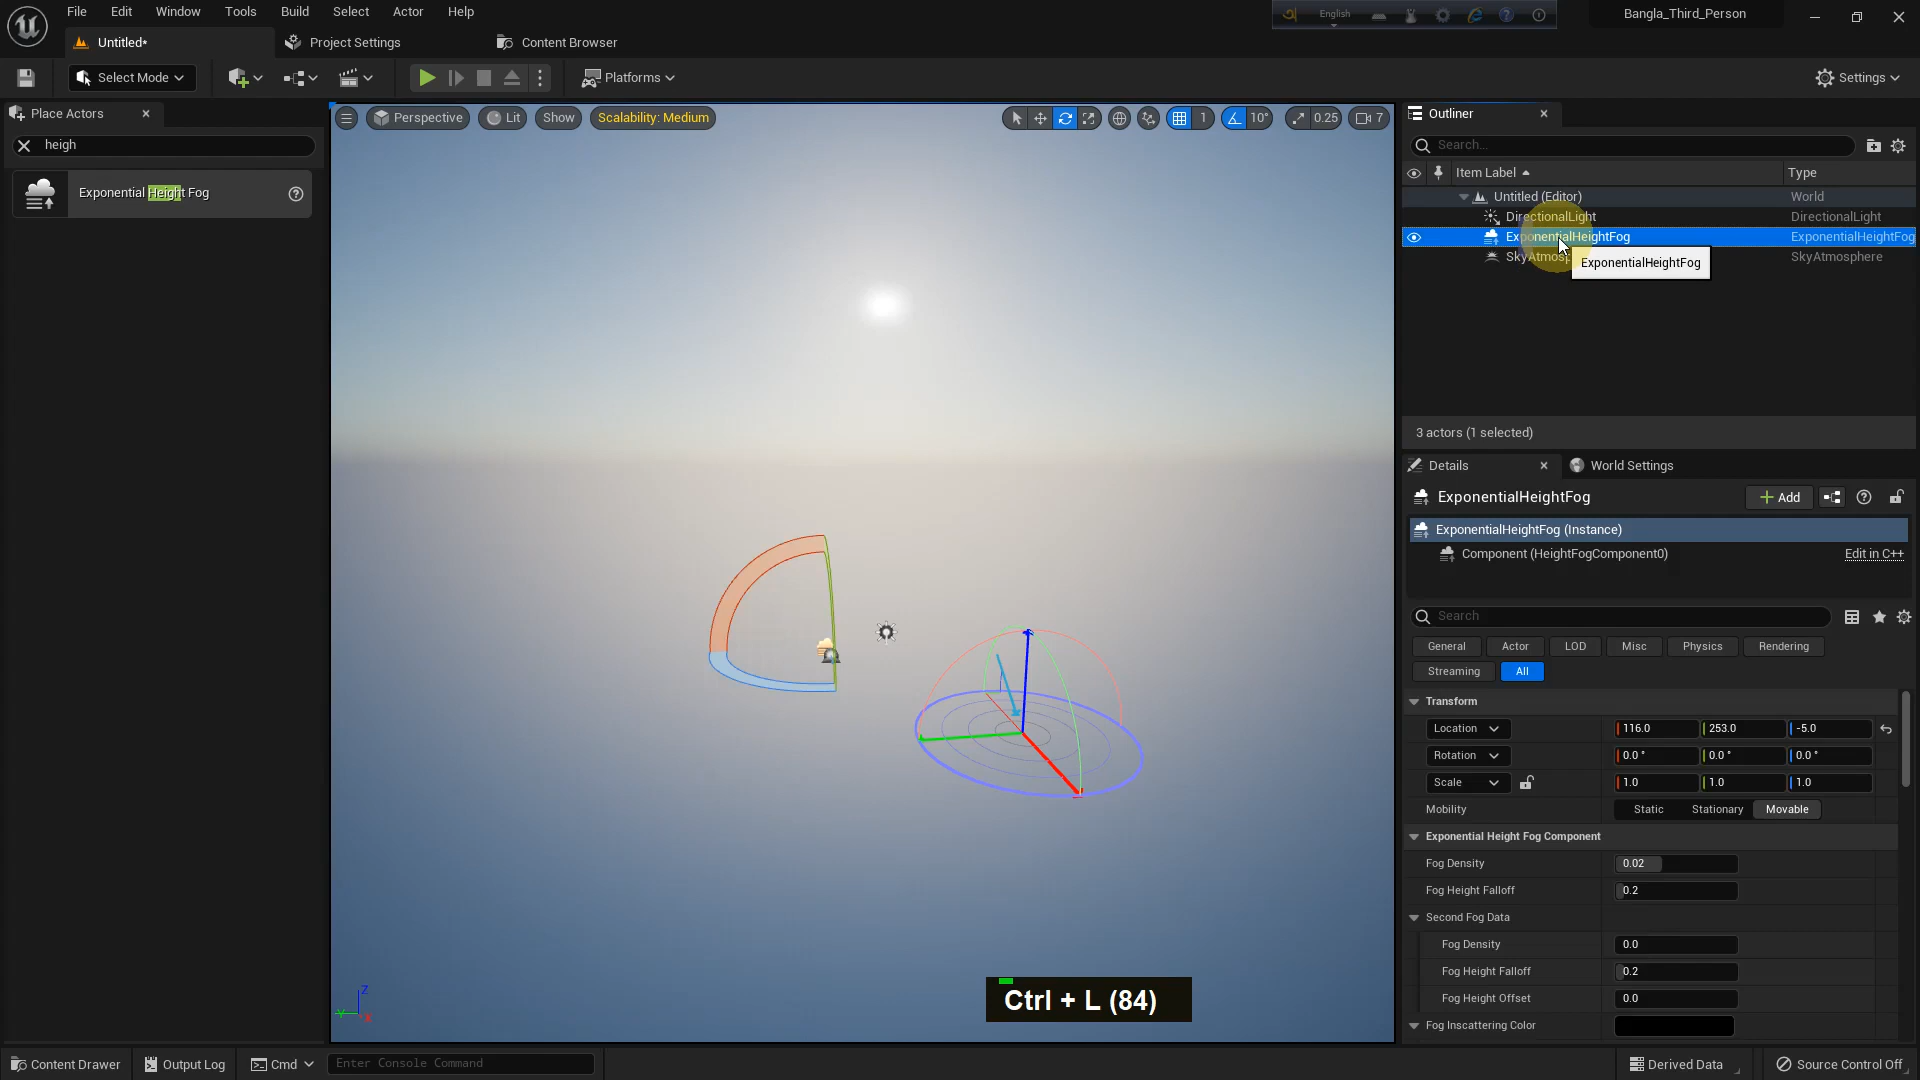 File Edit Window Tools Build Select Actor Help
English
Bangla_Third_Person
Untitled*
Project Settings
Content Browser
Select Mode
Platforms
Settings
Place Actors
heigh
Exponential Height Fog
Perspective
Lit
Show
Scalability: Medium
1
10°
0.25
7
Outliner
Search...
Item Label
Type
Untitled (Editor)
World
DirectionalLight
DirectionalLight
ExponentialHeightFog
ExponentialHeightFog
SkyAtmosp
SkyAtmosphere
ExponentialHeightFog
3 actors (1 selected)
Details
World Settings
ExponentialHeightFog
Add
ExponentialHeightFog (Instance)
Component (HeightFogComponent0)
Edit in C++
Search
General
Actor
LOD
Misc
Physics
Rendering
Streaming
All
Transform
Location
116.0
253.0
-5.0
Rotation
0.0 °
0.0 °
0.0 °
Scale
1.0
1.0
1.0
Mobility
Static
Stationary
Movable
Exponential Height Fog Component
Fog Density
0.02
Fog Height Falloff
0.2
Second Fog Data
Fog Density
0.0
Fog Height Falloff
0.2
Fog Height Offset
0.0
Fog Inscattering Color
Z
Y
X
Ctrl + L (84)
Content Drawer
Output Log
Cmd
Enter Console Command
Derived Data
Source Control Off